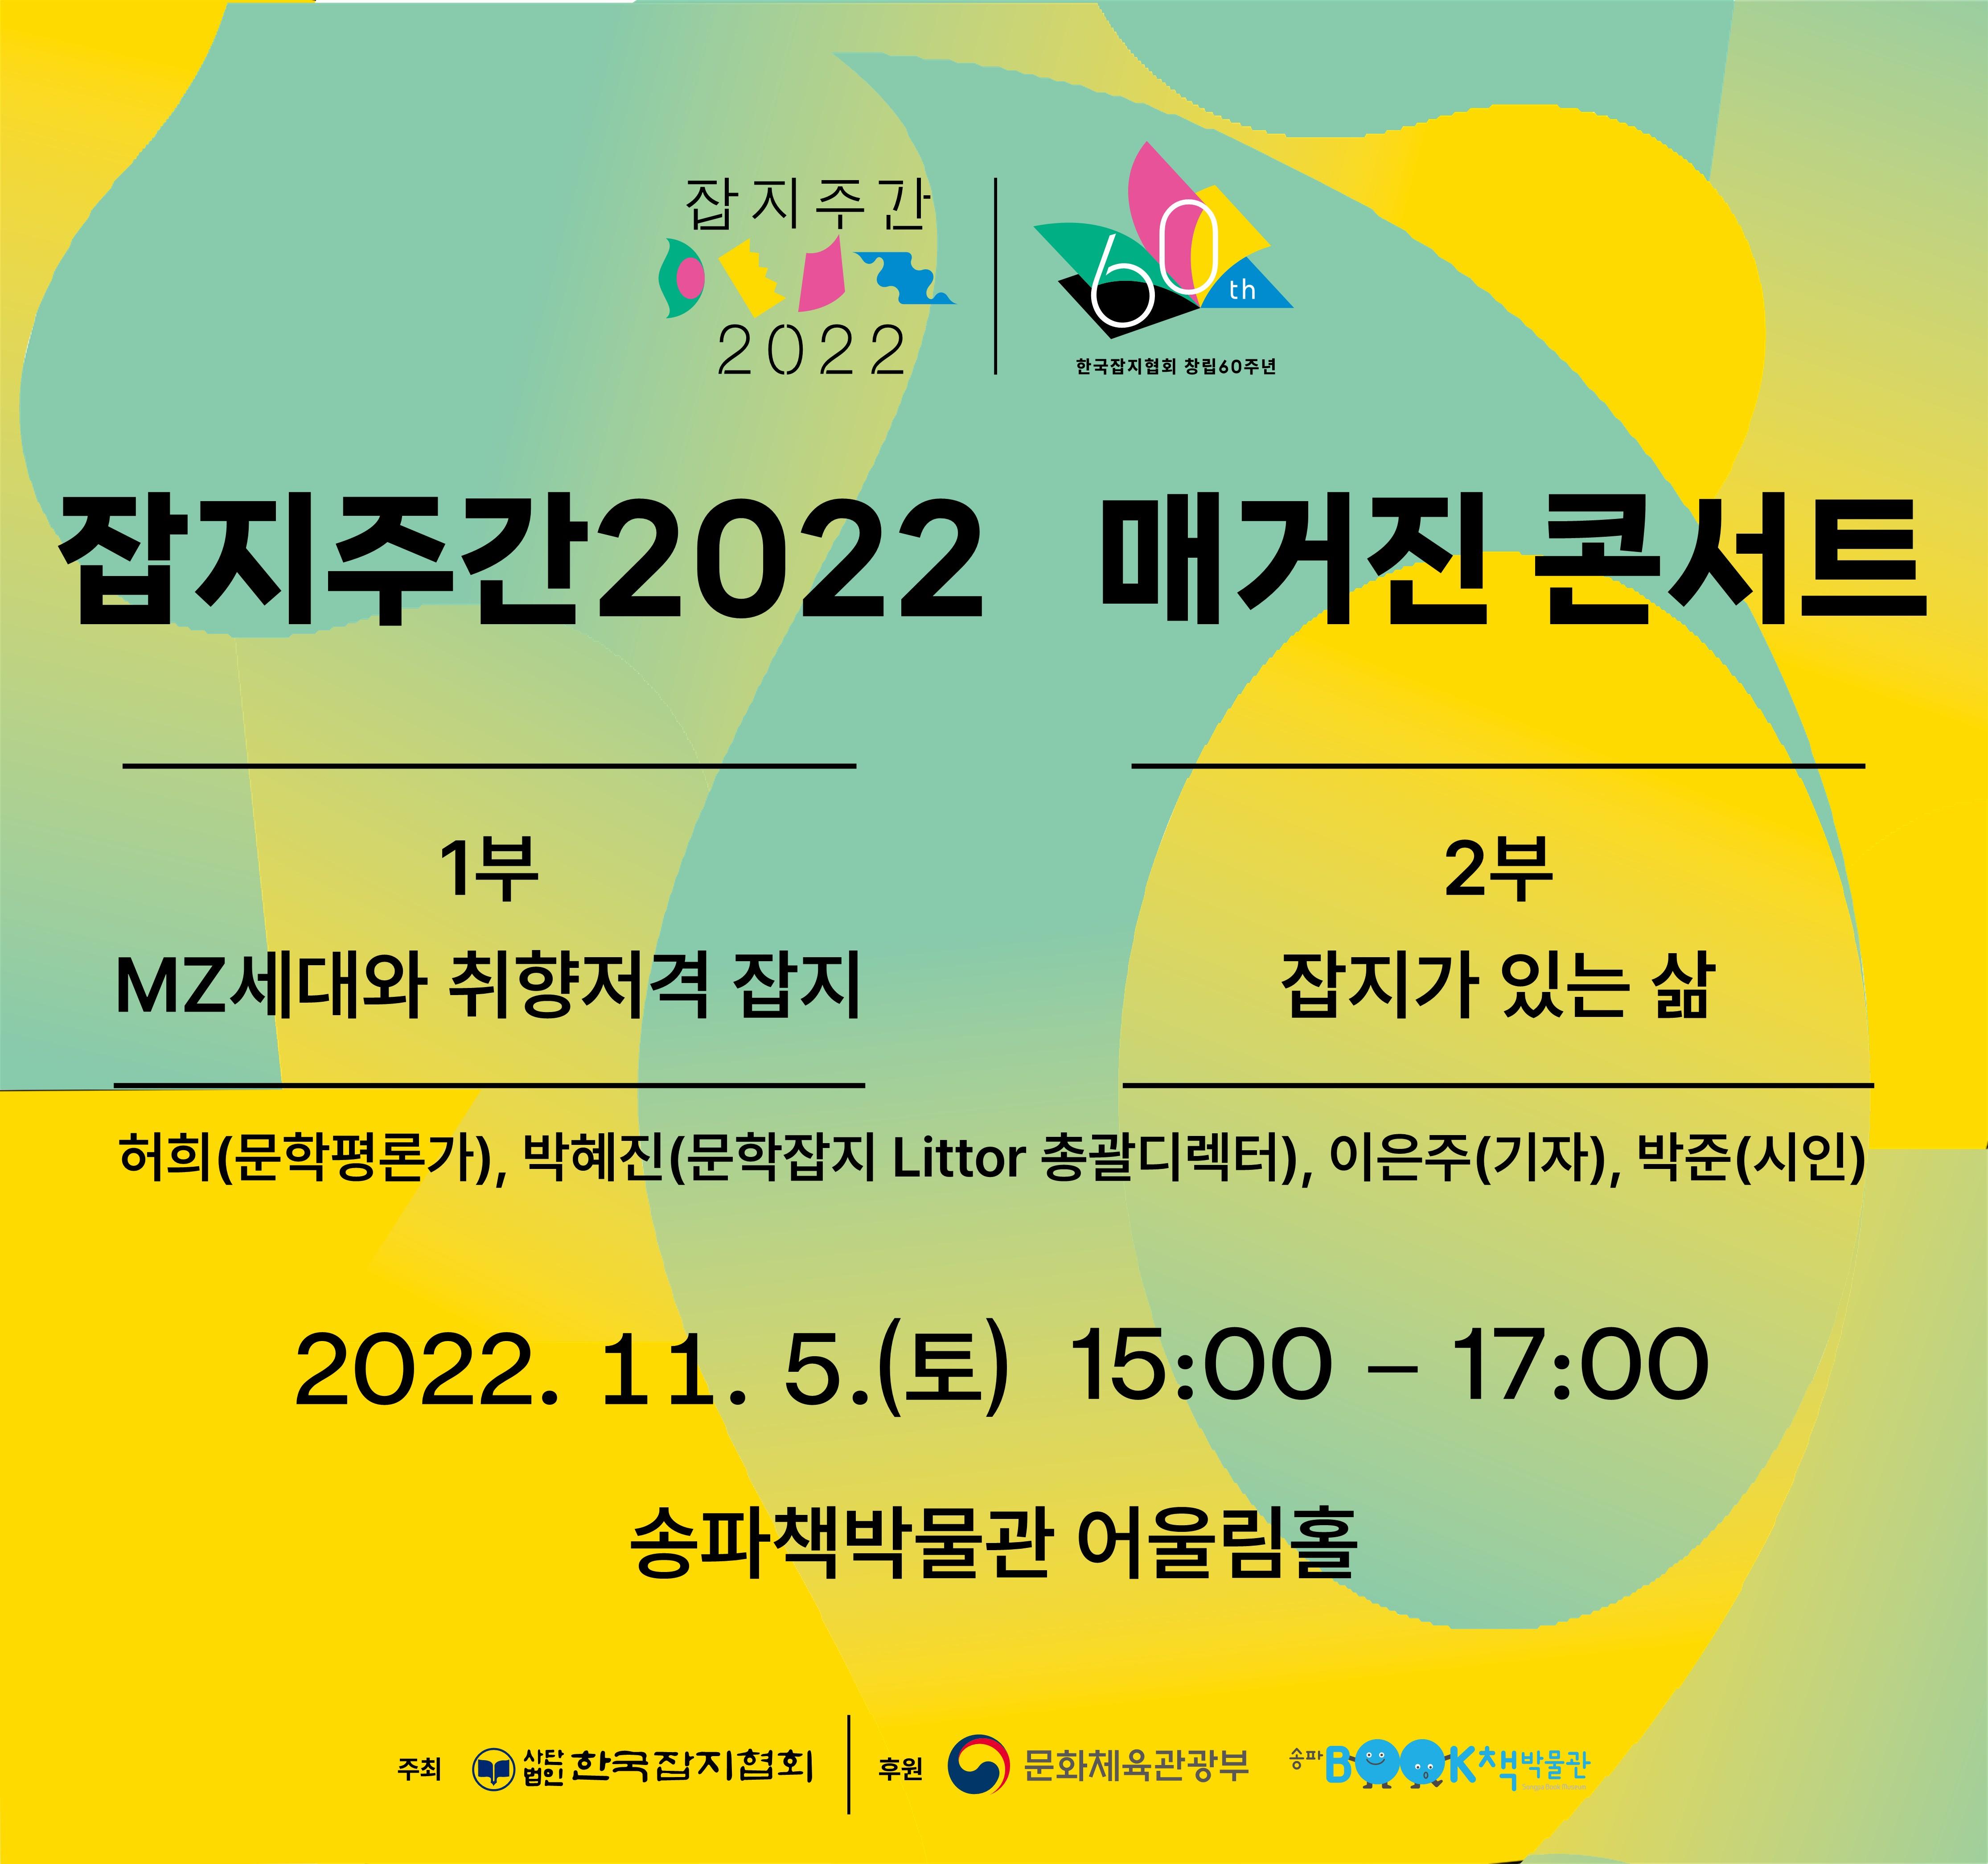 잡지주간
2022
60th
한국잡지협회 창립60주년
잡지주간2022 매거진 콘서트
1부
MZ세대와 취향저격 잡지
2부
잡지가 있는 삶
허희(문학평론가), 박혜진(문학잡지 Littor 총괄디렉터), 이은주(기자), 박준(시인)
2022. 11. 5.(토) 15:00 – 17:00
송파책박물관 어울림홀
주최 사단법인 한국잡지협회 후원 문화체육관광부 송파 BOOK책박물관
Songpa Book Museum